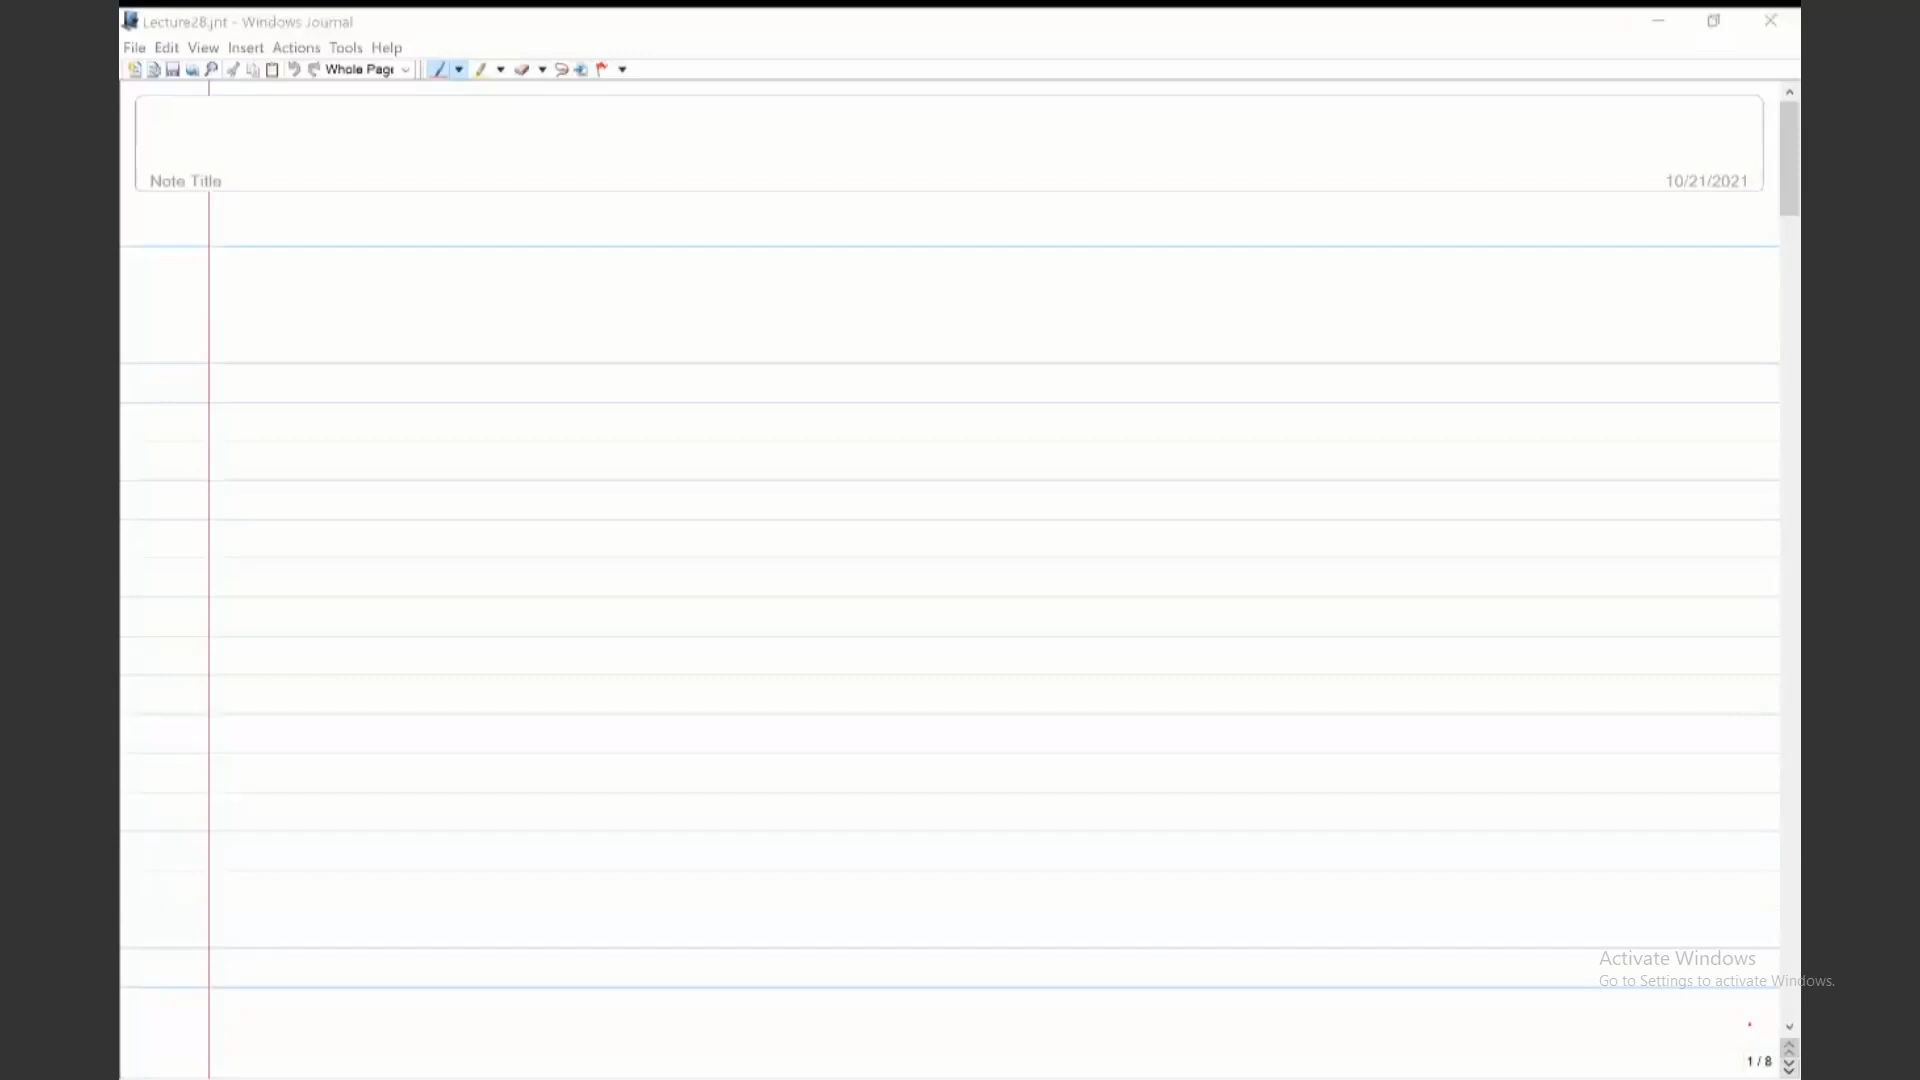 Lecture28.jnt - Windows Journal
File Edit View Insert Actions Tools Help
Whole Page
Note Title
10/21/2021
Activate Windows
Go to Settings to activate Windows.
1 / 8